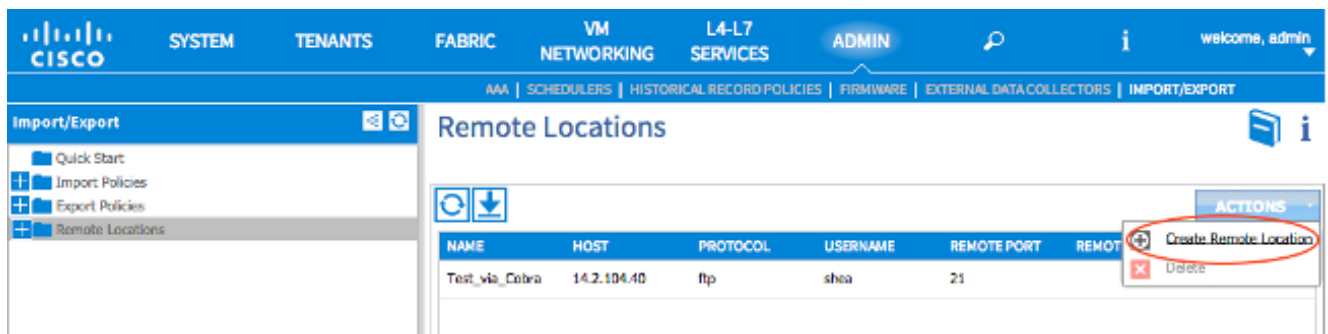 CISCO
SYSTEM
TENANTS
FABRIC
VM
NETWORKING
L4-L7
SERVICES
ADMIN
i
welcome, admin
AAA | SCHEDULERS | HISTORICAL RECORD POLICIES | FIRMWARE | EXTERNAL DATA COLLECTORS | IMPORT/EXPORT
Import/Export
Quick Start
Import Policies
Export Policies
Remote Locations
Remote Locations
i
ACTIONS
Create Remote Location
Delete
NAME HOST PROTOCOL USERNAME REMOTE PORT REMOT
Test_via_Cobra 14.2.104.40 ftp shea 21